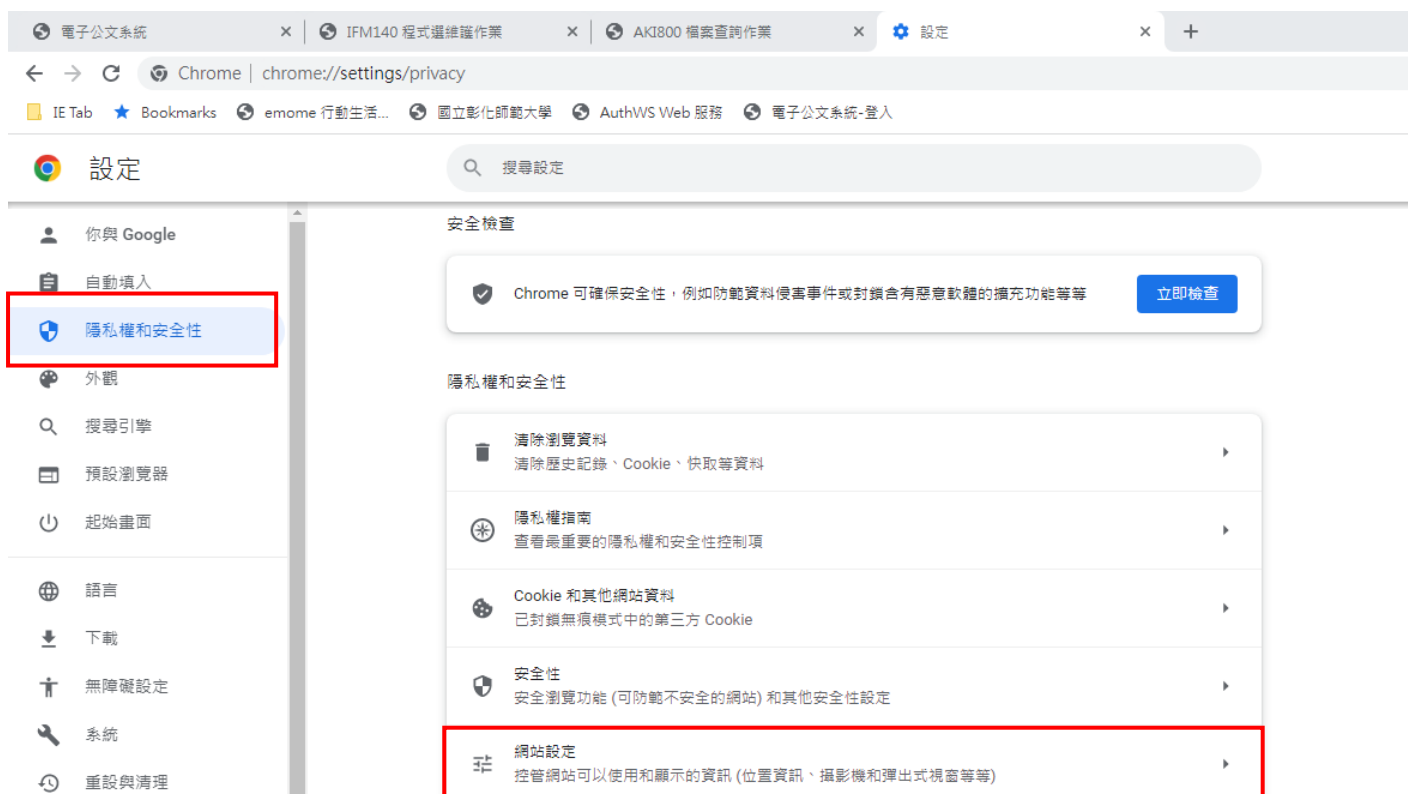 電子公文系統
IFM140 程式選維護作業
AKI800 檔案查詢作業
設定
Chrome | chrome://settings/privacy
IE Tab
Bookmarks
emome 行動生活...
國立彰化師範大學
AuthWS Web 服務
電子公文系統-登入
設定
搜尋設定
你與 Google
自動填入
隱私權和安全性
外觀
搜尋引擎
預設瀏覽器
起始畫面
語言
下載
無障礙設定
系統
重設與清理
安全檢查
Chrome 可確保安全性，例如防範資料侵害事件或封鎖含有惡意軟體的擴充功能等等
立即檢查
隱私權和安全性
清除瀏覽資料
清除歷史記錄、Cookie、快取等資料
隱私權指南
查看最重要的隱私權和安全性控制項
Cookie 和其他網站資料
已封鎖無痕模式中的第三方 Cookie
安全性
安全瀏覽功能 (可防範不安全的網站) 和其他安全性設定
網站設定
控管網站可以使用和顯示的資訊 (位置資訊、攝影機和彈出式視窗等等)